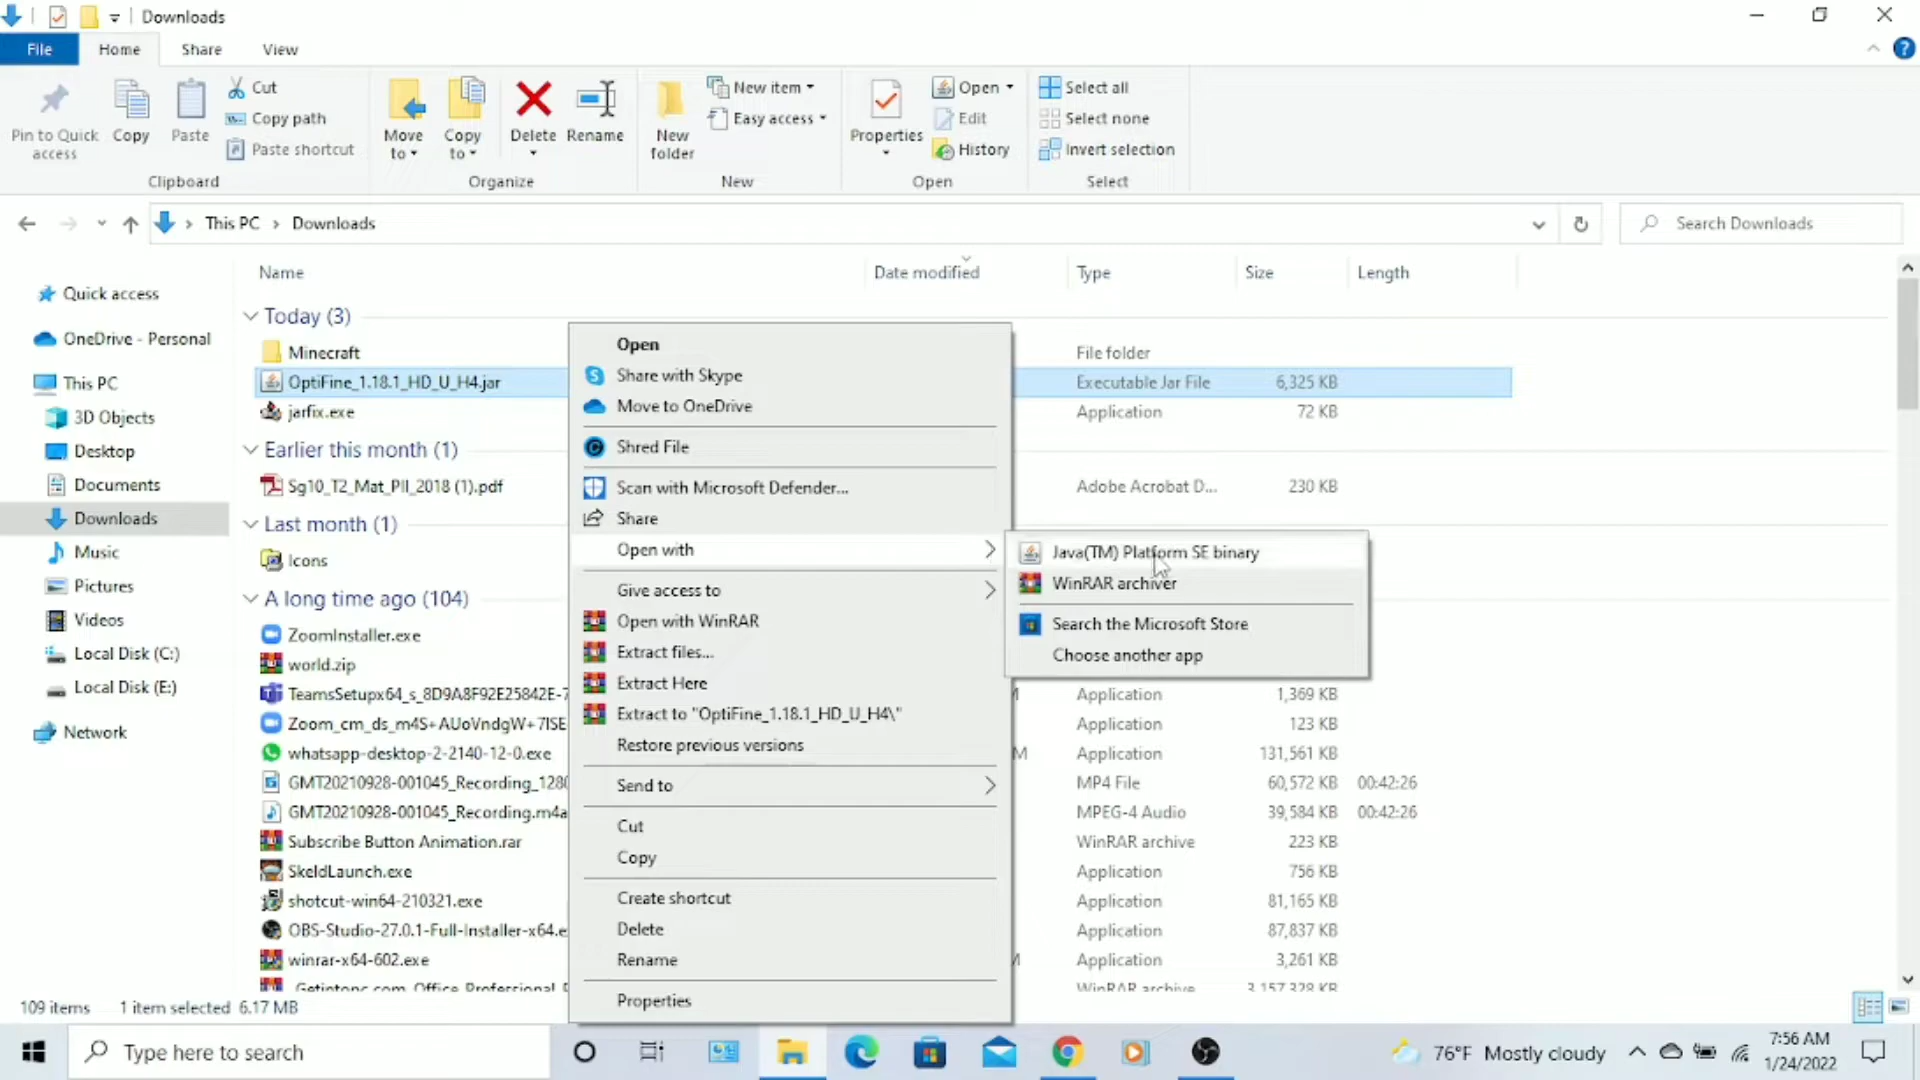 Downloads
File
Home
Share
View
Pin to Quick access
Copy
Paste
Cut
Copy path
Paste shortcut
Clipboard
Move to
Copy to
Delete
Rename
Organize
New folder
New item
Easy access
New
Properties
Open
Edit
History
Open
Select all
Select none
Invert selection
Select
This PC
Downloads
Search Downloads
Quick access
OneDrive - Personal
This PC
3D Objects
Desktop
Documents
Downloads
Music
Pictures
Videos
Local Disk (C:)
Local Disk (E:)
Network
Name
Date modified
Type
Size
Length
Today (3)
Minecraft
File folder
OptiFine_1.18.1_HD_U_H4.jar
Executable Jar File
6,325 KB
jarfix.exe
Application
72 KB
Earlier this month (1)
Sg10_T2_Mat_PII_2018 (1).pdf
Adobe Acrobat D...
230 KB
Last month (1)
Icons
A long time ago (104)
ZoomInstaller.exe
world.zip
TeamsSetupx64_s_8D9A8F92E25842E-7
Application
1,369 KB
Zoom_cm_ds_m4S+AUoVndgW+7ISE
Application
123 KB
whatsapp-desktop-2-2140-12-0.exe
M
Application
131,561 KB
GMT20210928-001045_Recording_1280
MP4 File
60,572 KB
00:42:26
GMT20210928-001045_Recording.m4a
MPEG-4 Audio
39,584 KB
00:42:26
Subscribe Button Animation.rar
WinRAR archive
223 KB
SkeldLaunch.exe
Application
756 KB
shotcut-win64-210321.exe
Application
81,165 KB
OBS-Studio-27.0.1-Full-Installer-x64.e
Application
87,837 KB
winrar-x64-602.exe
Application
3,261 KB
Getintopc.com_Office_Professional
WinRAR archive
3,157,328 KB
Open
Share with Skype
Move to OneDrive
Shred File
Scan with Microsoft Defender...
Share
Open with
Give access to
Open with WinRAR
Extract files...
Extract Here
Extract to "OptiFine_1.18.1_HD_U_H4\"
Restore previous versions
Send to
Cut
Copy
Create shortcut
Delete
Rename
Properties
Java(TM) Platform SE binary
WinRAR archiver
Search the Microsoft Store
Choose another app
109 items
1 item selected 6.17 MB
Type here to search
76°F Mostly cloudy
7:56 AM
1/24/2022